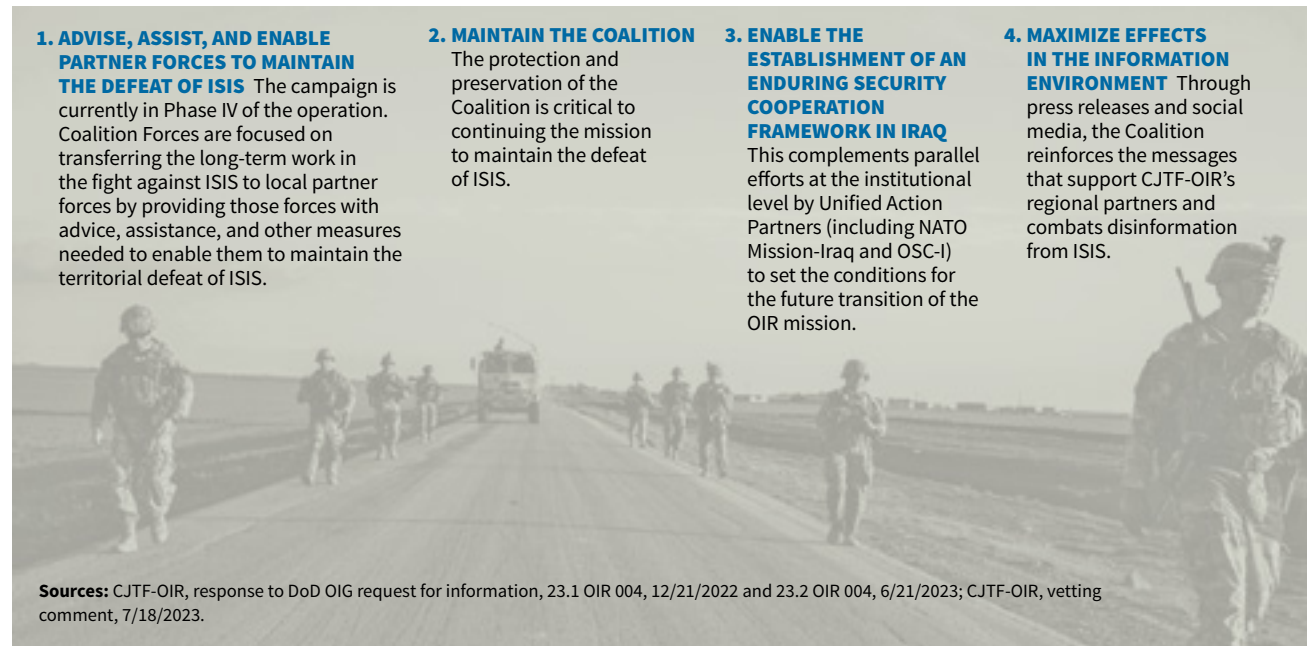 1. ADVISE, ASSIST, AND ENABLE
PARTNER FORCES TO MAINTAIN
THE DEFEAT OF ISIS The campaign is
currently in Phase IV of the operation.
Coalition Forces are focused on
transferring the long-term work in
the fight against ISIS to local partner
forces by providing those forces with
advice, assistance, and other measures
needed to enable them to maintain the
territorial defeat of ISIS.
2. MAINTAIN THE COALITION
The protection and
preservation of the
Coalition is critical to
continuing the mission
to maintain the defeat
of ISIS.
3. ENABLE THE
ESTABLISHMENT OF AN
ENDURING SECURITY
COOPERATION
FRAMEWORK IN IRAQ
This complements parallel
efforts at the institutional
level by Unified Action
Partners (including NATO
Mission-Iraq and OSC-I)
to set the conditions for
the future transition of the
OIR mission.
4. MAXIMIZE EFFECTS
IN THE INFORMATION
ENVIRONMENT Through
press releases and social
media, the Coalition
reinforces the messages
that support CJTF-OIR’s
regional partners and
combats disinformation
from ISIS.
Sources: CJTF-OIR, response to DoD OIG request for information, 23.1 OIR 004, 12/21/2022 and 23.2 OIR 004, 6/21/2023; CJTF-OIR, vetting
comment, 7/18/2023.